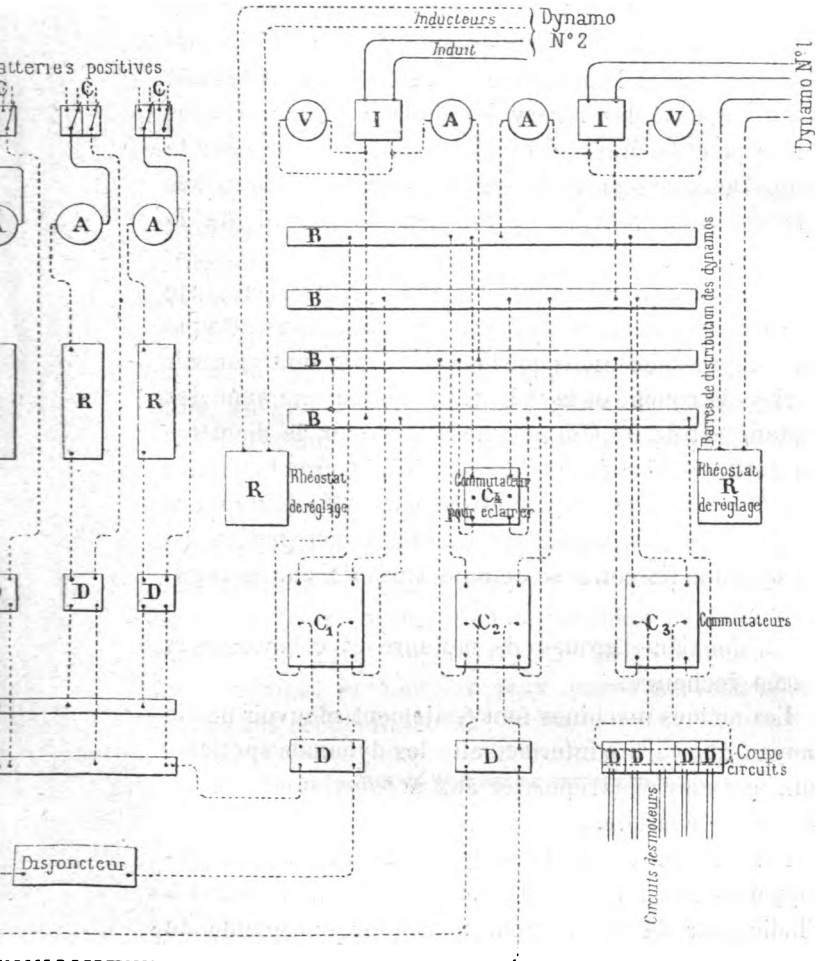 Inducteurs
Dynamo
N°2
Induit
atteries positives
C C C
Dynamo N°1
V I A A I V
A A A
B
B
B
B
Barres de distribution des dynamos
R R
R
Rhéostat
de réglage
Commutateur
C4
pour éclairer
Rhéostat
R
de réglage
D D
C1
C2
C3
Commutateurs
D
D
D D D D
Coupe
circuits
Disjoncteur
Circuits des moteurs